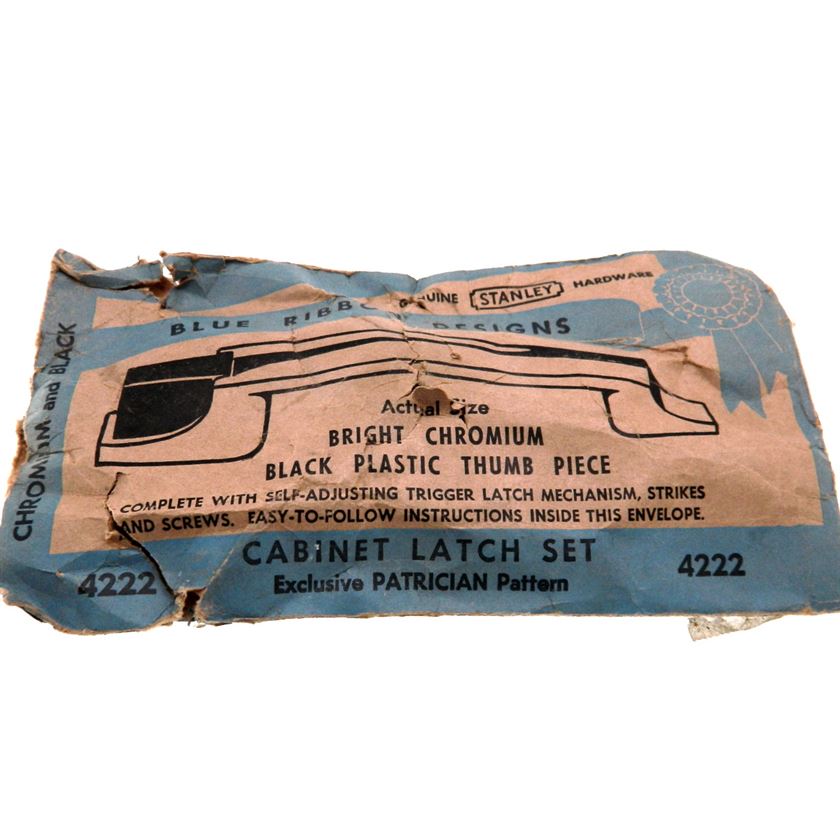 GENUINE STANLEY HARDWARE
BLUE RIBBON DESIGNS
CHROMIUM and BLACK
Actual Size
BRIGHT CHROMIUM
BLACK PLASTIC THUMB PIECE
COMPLETE WITH SELF-ADJUSTING TRIGGER LATCH MECHANISM, STRIKES
AND SCREWS. EASY-TO-FOLLOW INSTRUCTIONS INSIDE THIS ENVELOPE.
CABINET LATCH SET
4222 Exclusive PATRICIAN Pattern 4222